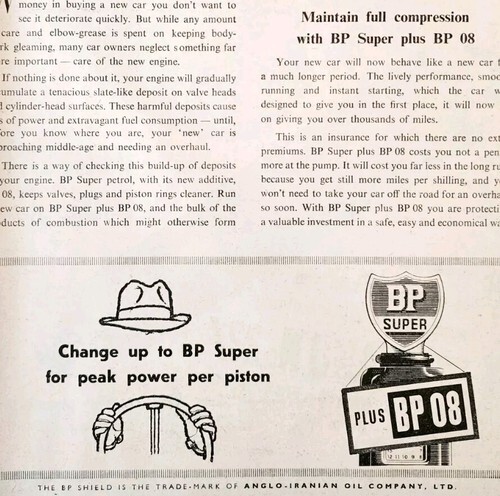 money in buying a new car you don't want to
see it deteriorate quickly. But while any amount
care and elbow-grease is spent on keeping body-
rk gleaming, many car owners neglect something far
re important — care of the new engine.
If nothing is done about it, your engine will gradually
cumulate a tenacious slate-like deposit on valve heads
d cylinder-head surfaces. These harmful deposits cause
s of power and extravagant fuel consumption — until,
fore you know where you are, your 'new' car is
proaching middle-age and needing an overhaul.
There is a way of checking this build-up of deposits
your engine. BP Super petrol, with its new additive,
08, keeps valves, plugs and piston rings cleaner. Run
ew car on BP Super plus BP 08, and the bulk of the
ducts of combustion which might otherwise form
Maintain full compression
with BP Super plus BP 08
Your new car will now behave like a new car f
a much longer period. The lively performance, smoo
running and instant starting, which the car w
designed to give you in the first place, it will now
on giving you over thousands of miles.
This is an insurance for which there are no ext
premiums. BP Super plus BP 08 costs you not a pen
more at the pump. It will cost you far less in the long ru
because you get still more miles per shilling, and yo
won't need to take your car off the road for an overha
so soon. With BP Super plus BP 08 you are protecti
a valuable investment in a safe, easy and economical wa
Change up to BP Super
for peak power per piston
BP
SUPER
PLUS BP 08
THE BP SHIELD IS THE TRADE-MARK OF ANGLO-IRANIAN OIL COMPANY, LTD.